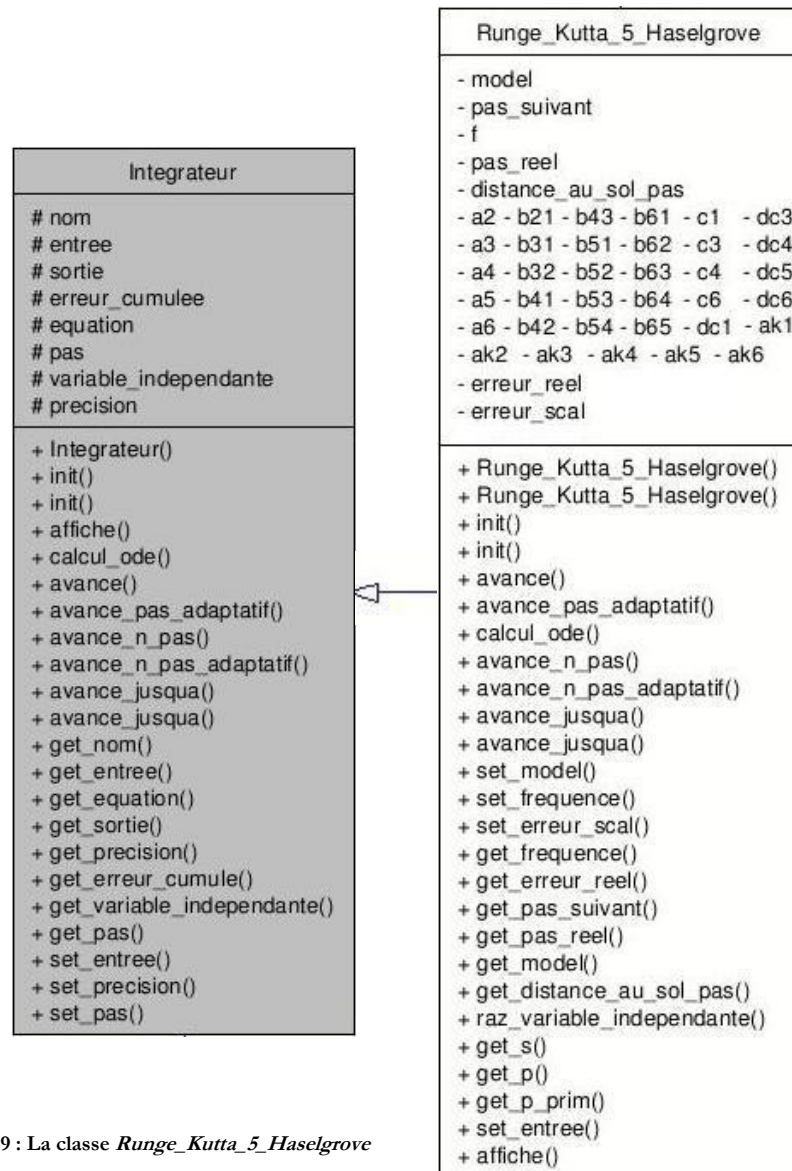 Integrateur
# nom
# entree
# sortie
# erreur_cumulee
# equation
# pas
# variable_independante
# precision
+ Integrateur()
+ init()
+ init()
+ affiche()
+ calcul_ode()
+ avance()
+ avance_pas_adaptatif()
+ avance_n_pas()
+ avance_n_pas_adaptatif()
+ avance_jusqua()
+ avance_jusqua()
+ get_nom()
+ get_entree()
+ get_equation()
+ get_sortie()
+ get_precision()
+ get_erreur_cumule()
+ get_variable_independante()
+ get_pas()
+ set_entree()
+ set_precision()
+ set_pas()
Runge_Kutta_5_Haselgrove
- model
- pas_suivant
- f
- pas_reel
- distance_au_sol_pas
- a2 - b21 - b43 - b61 - c1 - dc3
- a3 - b31 - b51 - b62 - c3 - dc4
- a4 - b32 - b52 - b63 - c4 - dc5
- a5 - b41 - b53 - b64 - c6 - dc6
- a6 - b42 - b54 - b65 - dc1 - ak1
- ak2 - ak3 - ak4 - ak5 - ak6
- erreur_reel
- erreur_scal
+ Runge_Kutta_5_Haselgrove()
+ Runge_Kutta_5_Haselgrove()
+ init()
+ init()
+ avance()
+ avance_pas_adaptatif()
+ calcul_ode()
+ avance_n_pas()
+ avance_n_pas_adaptatif()
+ avance_jusqua()
+ avance_jusqua()
+ set_model()
+ set_frequence()
+ set_erreur_scal()
+ get_frequence()
+ get_erreur_reel()
+ get_pas_suivant()
+ get_pas_reel()
+ get_model()
+ get_distance_au_sol_pas()
+ raz_variable_independante()
+ get_s()
+ get_p()
+ get_p_prim()
+ set_entree()
+ affiche()
9 : La classe Runge_Kutta_5_Haselgrove